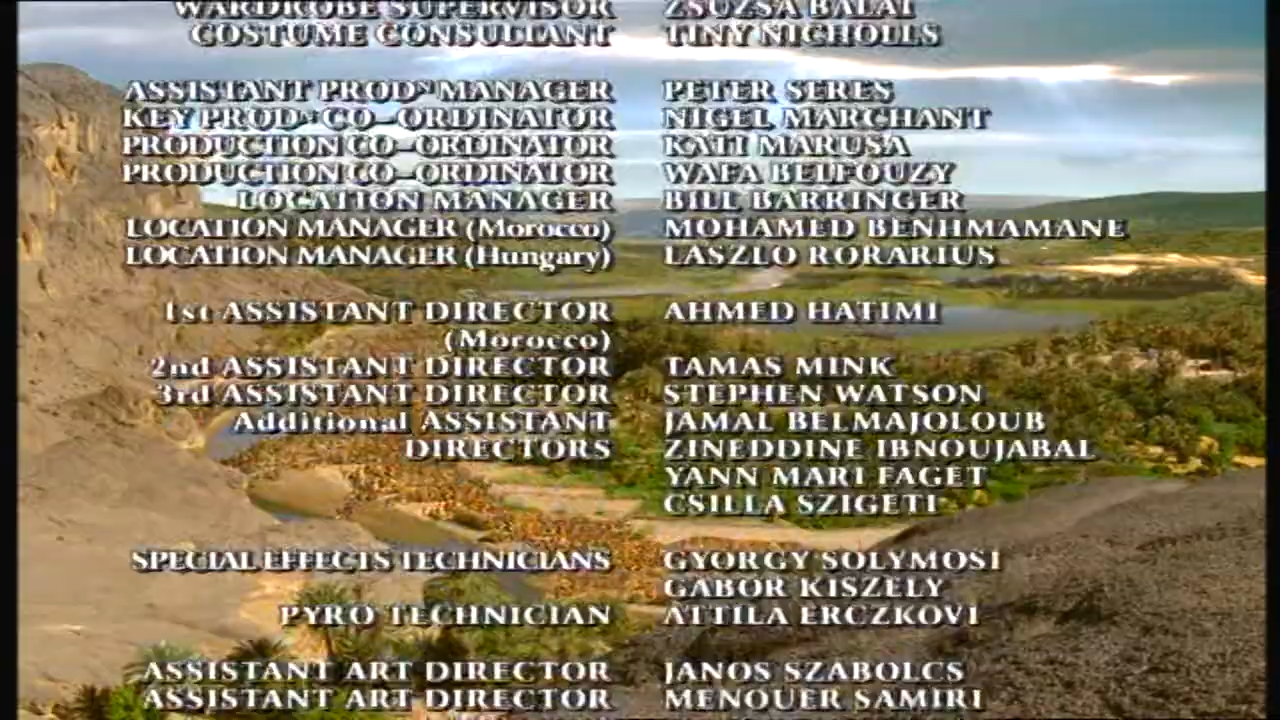 WARDROBE SUPERVISOR ZSUZSA BALAI
COSTUME CONSULTANT TINY NICHOLLS
ASSISTANT PRODN MANAGER PETER SERES
KEY PRODN CO-ORDINATOR NIGEL MARCHANT
PRODUCTION CO-ORDINATOR KATI MARUSA
PRODUCTION CO-ORDINATOR WAFA BELFOUZY
LOCATION MANAGER BILL BARRINGER
LOCATION MANAGER (Morocco) MOHAMED BENHMAMANE
LOCATION MANAGER (Hungary) LASZLO RORARIUS
1st ASSISTANT DIRECTOR AHMED HATIMI
(Morocco)
2nd ASSISTANT DIRECTOR TAMAS MINK
3rd ASSISTANT DIRECTOR STEPHEN WATSON
Additional ASSISTANT JAMAL BELMAJOLOUB
DIRECTORS ZINEDDINE IBNOUJABAL
YANN MARI FAGET
CSILLA SZIGETI
SPECIAL EFFECTS TECHNICIANS GYORGY SOLYMOSI
GABOR KISZELY
PYRO TECHNICIAN ATTILA ERCZKOVI
ASSISTANT ART DIRECTOR JANOS SZABOLCS
ASSISTANT ART DIRECTOR MENOUER SAMIRI